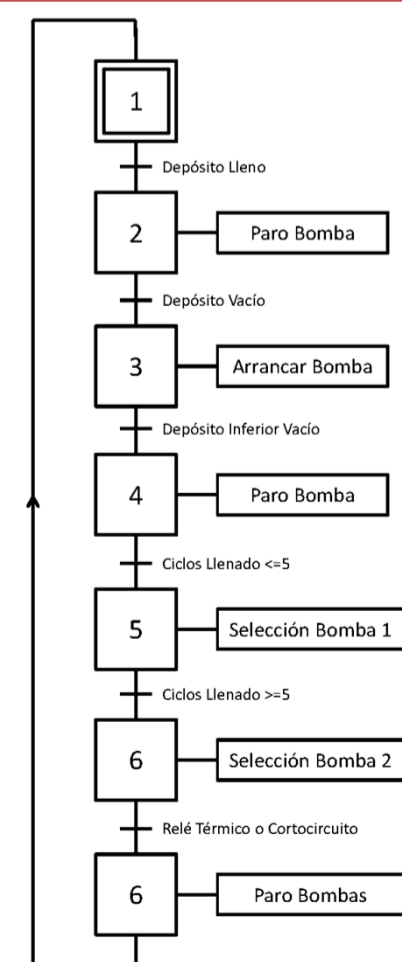 1
Depósito Lleno
2
Paro Bomba
Depósito Vacío
3
Arrancar Bomba
Depósito Inferior Vacío
4
Paro Bomba
Ciclos Llenado <=5
5
Selección Bomba 1
Ciclos Llenado >=5
6
Selección Bomba 2
Relé Térmico o Cortocircuito
6
Paro Bombas